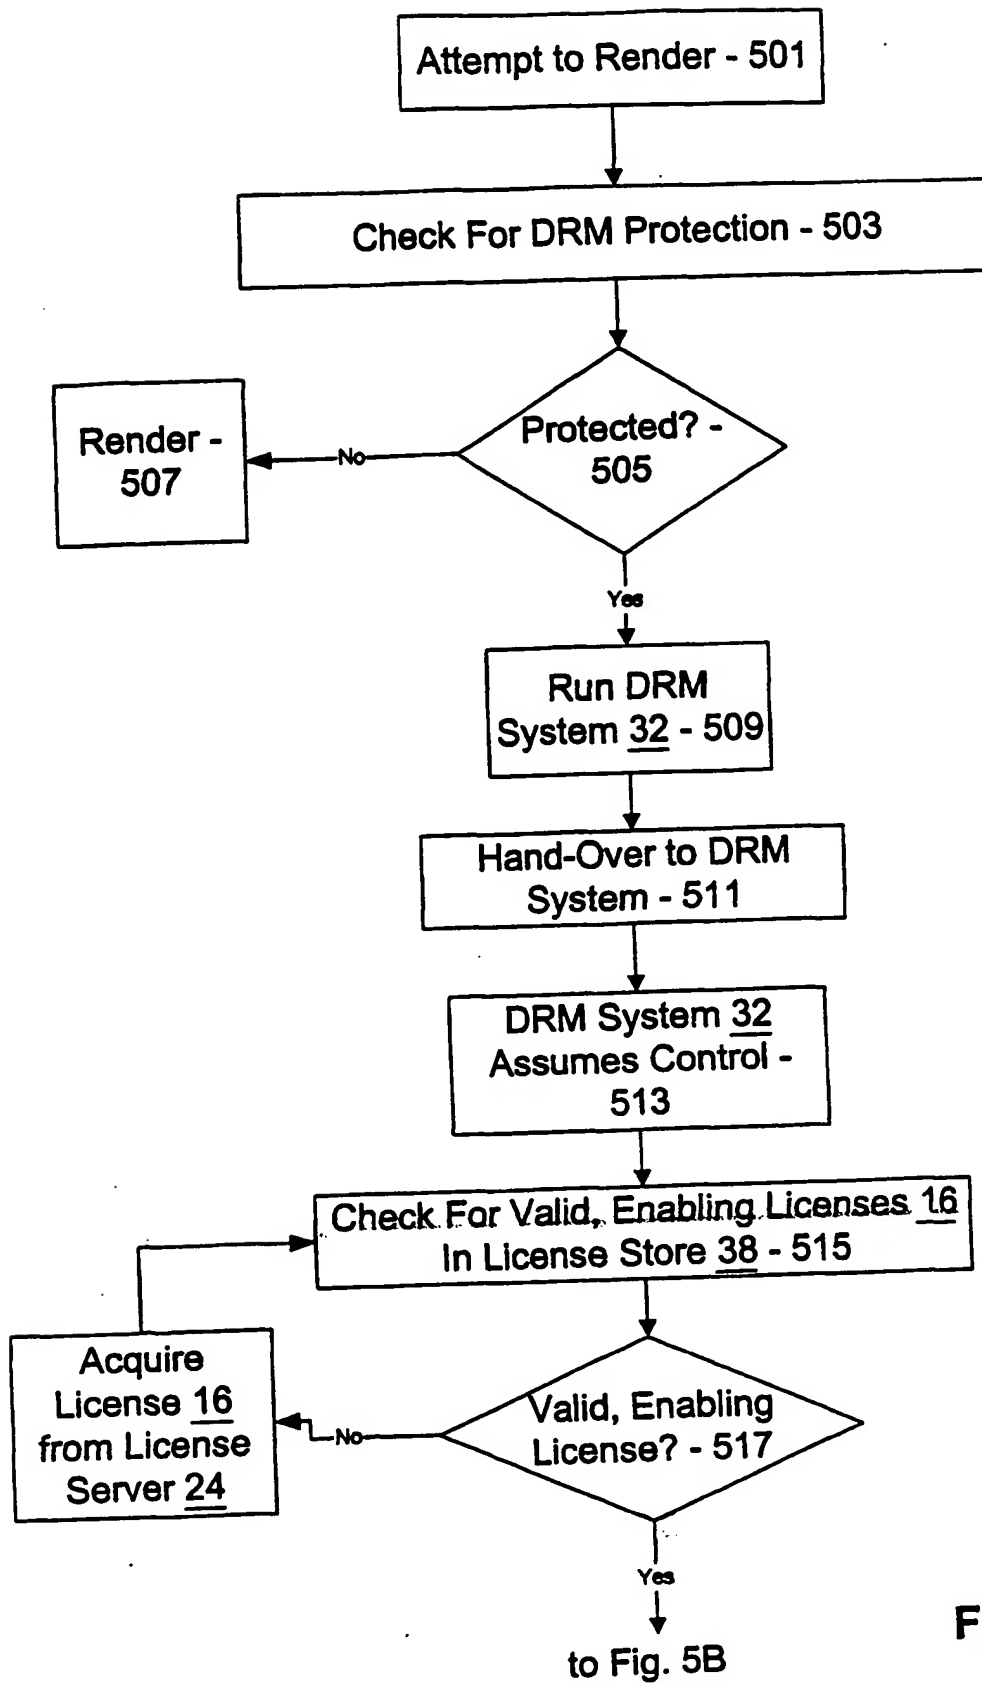 Attempt to Render - 501
Check For DRM Protection - 503
Protected? -
505
No
Render -
507
Yes
Run DRM
System 32 - 509
Hand-Over to DRM
System - 511
DRM System 32
Assumes Control -
513
Check For Valid, Enabling Licenses 16
In License Store 38 - 515
Valid, Enabling
License? - 517
No
Acquire
License 16
from License
Server 24
Yes
to Fig. 5B
F